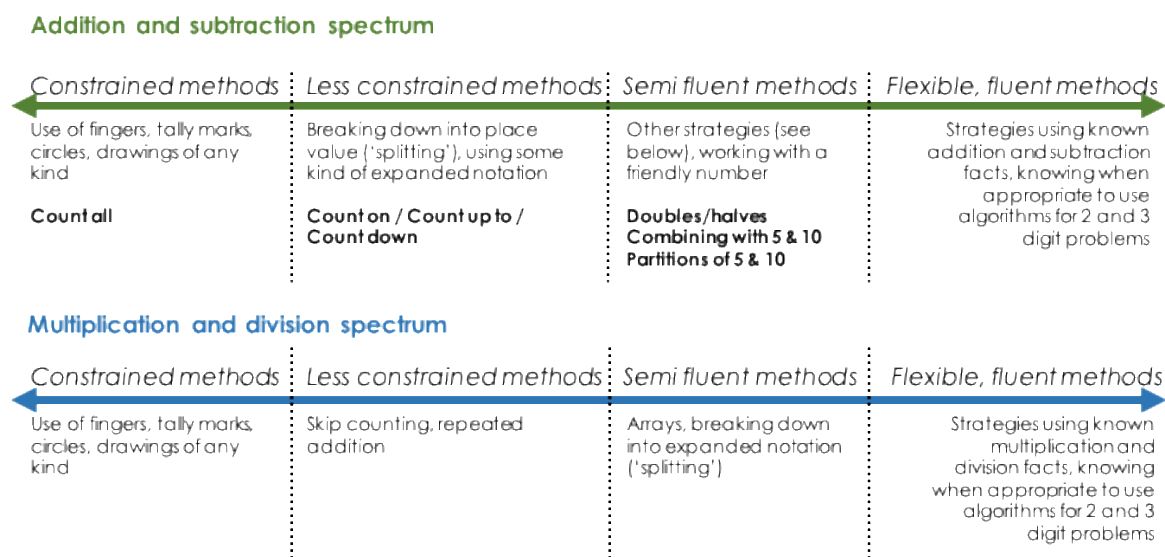 Addition and subtraction spectrum
Constrained methods
Less constrained methods
Semi fluent methods
Flexible, fluent methods
Use of fingers, tally marks,
circles, drawings of any
kind
Count all
Breaking down into place
value (‘splitting’), using some
kind of expanded notation
Count on / Count up to /
Count down
Other strategies (see
below), working with a
friendly number
Doubles/halves
Combining with 5 & 10
Partitions of 5 & 10
Strategies using known
addition and subtraction
facts, knowing when
appropriate to use
algorithms for 2 and 3
digit problems
Multiplication and division spectrum
Constrained methods
Less constrained methods
Semi fluent methods
Flexible, fluent methods
Use of fingers, tally marks,
circles, drawings of any
kind
Skip counting, repeated
addition
Arrays, breaking down
into expanded notation
(‘splitting’)
Strategies using known
multiplication and
division facts, knowing
when appropriate to use
algorithms for 2 and 3
digit problems